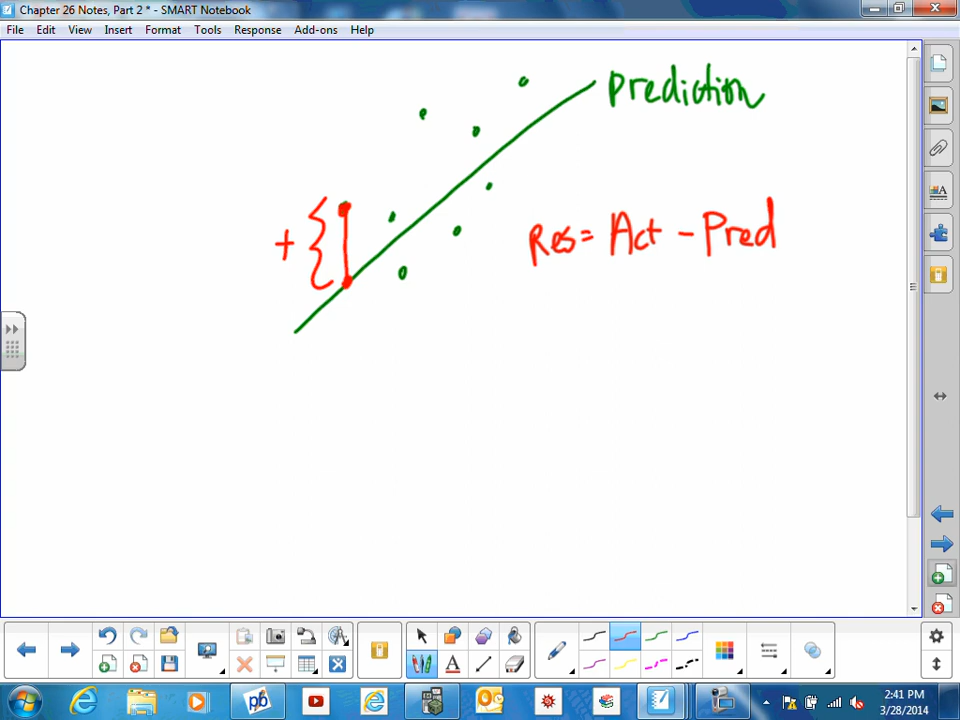 Chapter 26 Notes, Part 2 * - SMART Notebook
File Edit View Insert Format Tools Response Add-ons Help
prediction
+
Res = Act - Pred
A
pb
2:41 PM
3/28/2014